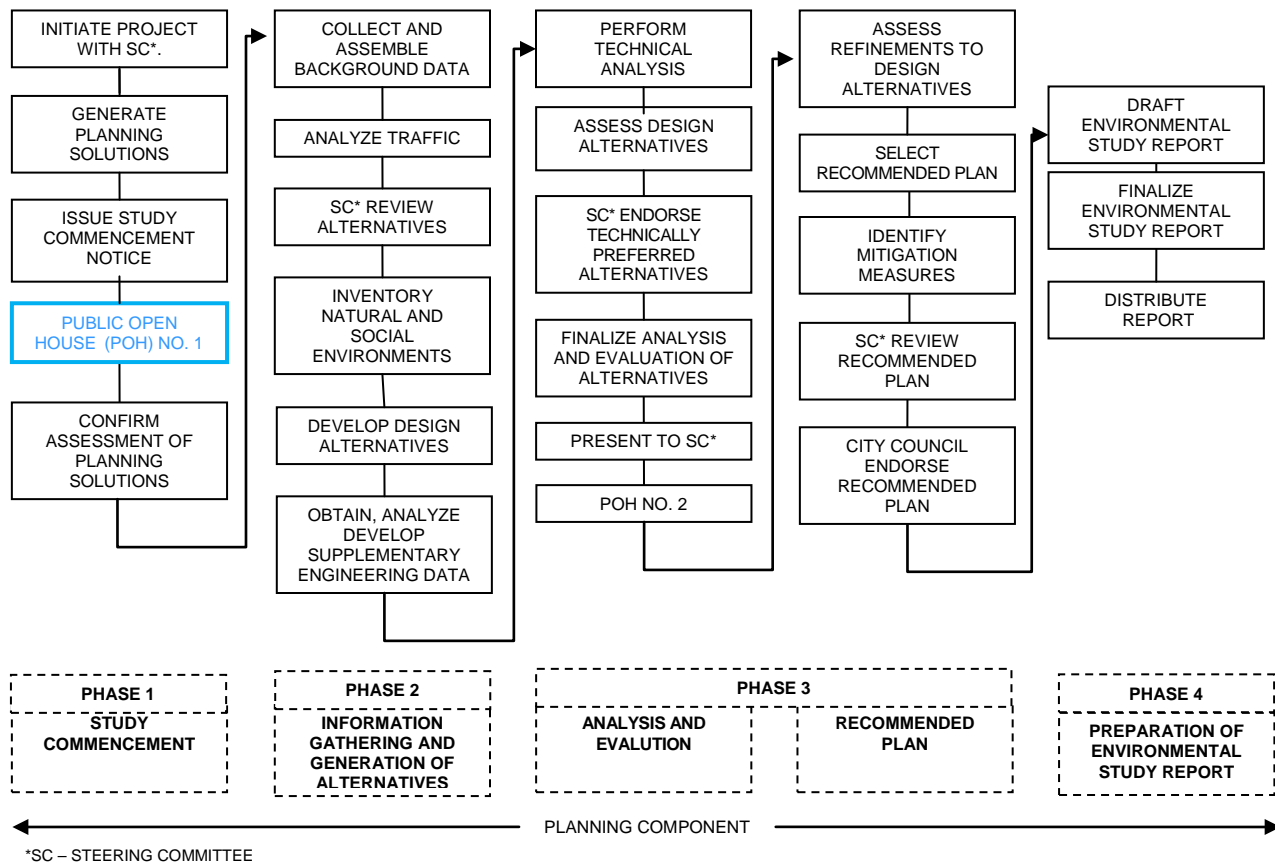 INITIATE PROJECT
WITH SC*.
GENERATE
PLANNING
SOLUTIONS
ISSUE STUDY
COMMENCEMENT
NOTICE
PUBLIC OPEN
HOUSE (POH) NO. 1
CONFIRM
ASSESSMENT OF
PLANNING
SOLUTIONS
COLLECT AND
ASSEMBLE
BACKGROUND DATA
ANALYZE TRAFFIC
SC* REVIEW
ALTERNATIVES
INVENTORY
NATURAL AND
SOCIAL
ENVIRONMENTS
DEVELOP DESIGN
ALTERNATIVES
OBTAIN, ANALYZE
DEVELOP
SUPPLEMENTARY
ENGINEERING DATA
PERFORM
TECHNICAL
ANALYSIS
ASSESS DESIGN
ALTERNATIVES
SC* ENDORSE
TECHNICALLY
PREFERRED
ALTERNATIVES
FINALIZE ANALYSIS
AND EVALUATION OF
ALTERNATIVES
PRESENT TO SC*
POH NO. 2
ASSESS
REFINEMENTS TO
DESIGN
ALTERNATIVES
SELECT
RECOMMENDED PLAN
IDENTIFY
MITIGATION
MEASURES
SC* REVIEW
RECOMMENDED
PLAN
CITY COUNCIL
ENDORSE
RECOMMENDED
PLAN
DRAFT
ENVIRONMENTAL
STUDY REPORT
FINALIZE
ENVIRONMENTAL
STUDY REPORT
DISTRIBUTE
REPORT
PHASE 1
STUDY
COMMENCEMENT
PHASE 2
INFORMATION
GATHERING AND
GENERATION OF
ALTERNATIVES
PHASE 3
ANALYSIS AND
EVALUTION
RECOMMENDED
PLAN
PHASE 4
PREPARATION OF
ENVIRONMENTAL
STUDY REPORT
PLANNING COMPONENT
*SC – STEERING COMMITTEE